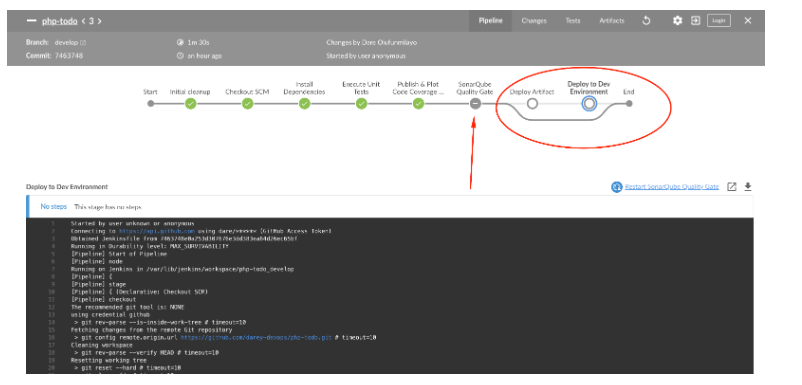 php-todo < 3 >
Pipeline Changes Tests Artifacts Login
Branch: develop
1m 30s
Changes by Dare Olufunmilayo
Commit: 7463748
an hour ago
Started by user anonymous
Start
Initial cleanup
Checkout SCM
Install Dependencies
Execute Unit Tests
Publish & Plot Code Coverage ...
SonarQube Quality Gate
Deploy Artifact
Deploy to Dev Environment
End
Deploy to Dev Environment
Restart SonarQube Quality Gate
No steps This stage has no steps
1 Started by user unknown or anonymous
2 Connecting to https://api.github.com using dare/****** (GitHub Access Token)
3 Obtained Jenkinsfile from
4 Running in Durability level: MAX_SURVIVABILITY
5 [Pipeline] Start of Pipeline
6 [Pipeline] node
7 Running on Jenkins in /var/lib/jenkins/workspace/php-todo_develop
8 [Pipeline] {
9 [Pipeline] stage
10 [Pipeline] { (Declarative: Checkout SCM)
11 [Pipeline] checkout
12 The recommended git tool is: NONE
13 using credential github
14 > git rev-parse --is-inside-work-tree # timeout=10
15 Fetching changes from the remote Git repository
16 > git config remote.origin.url https://github.com/darey-devops/php-todo.git # timeout=10
17 Cleaning workspace
18 > git rev-parse --verify HEAD # timeout=10
19 Resetting working tree
20 > git reset --hard # timeout=10